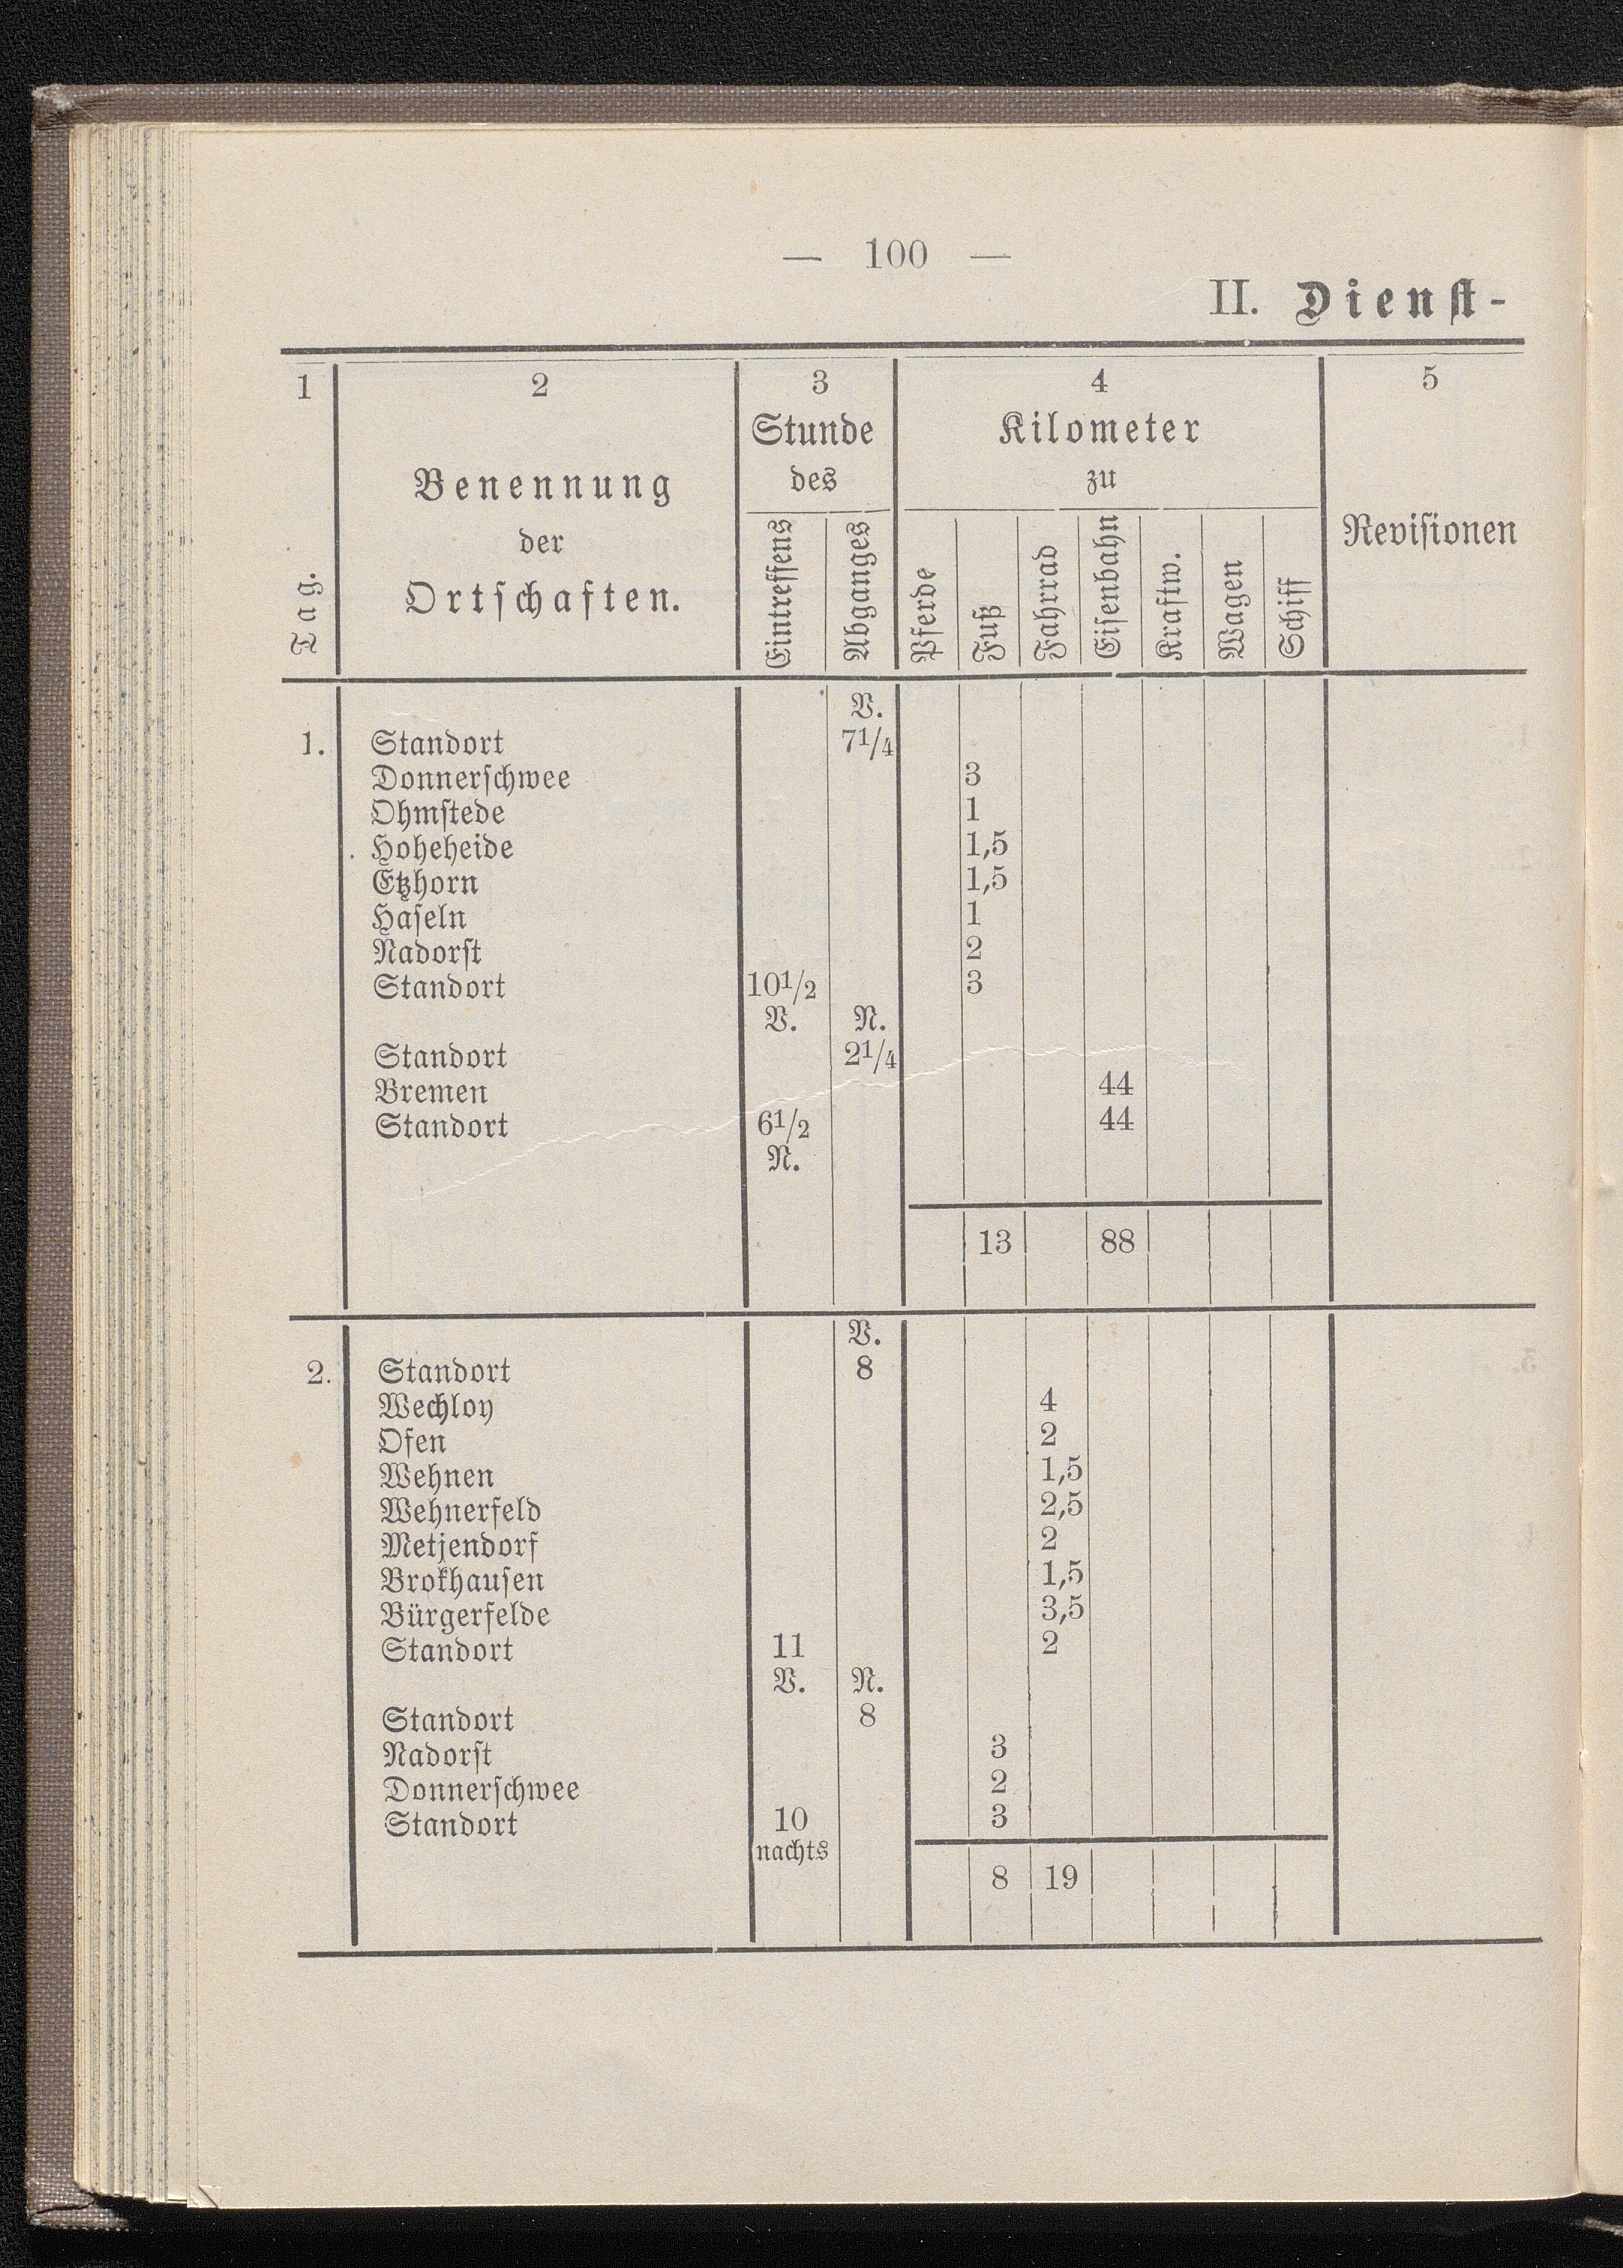 — 100 —
II. Dienst-
1 2 3 4 5
Stunde Kilometer
Benennung des zu
der Revisionen
Ortschaften.
Tag. Eintreffens Abganges Pferde Fuß Fahrrad Eisenbahn Kraftw. Wagen Schiff
V.
1. Standort 7¹/₄
Donnerschwee 3
Ohmstede 1
Hoheheide 1,5
Etzhorn 1,5
Haseln 1
Nadorst 2
Standort 10¹/₂ 3
V. N.
Standort 2¹/₄
Bremen 44
Standort 6¹/₂ 44
N.
13 88
V.
2. Standort 8
Wechloy 4
Ofen 2
Wehnen 1,5
Wehnerfeld 2,5
Metjendorf 2
Brokhausen 1,5
Bürgerfelde 3,5
Standort 11 2
V. N.
Standort 8
Nadorst 3
Donnerschwee 2
Standort 10 3
nachts
8 19